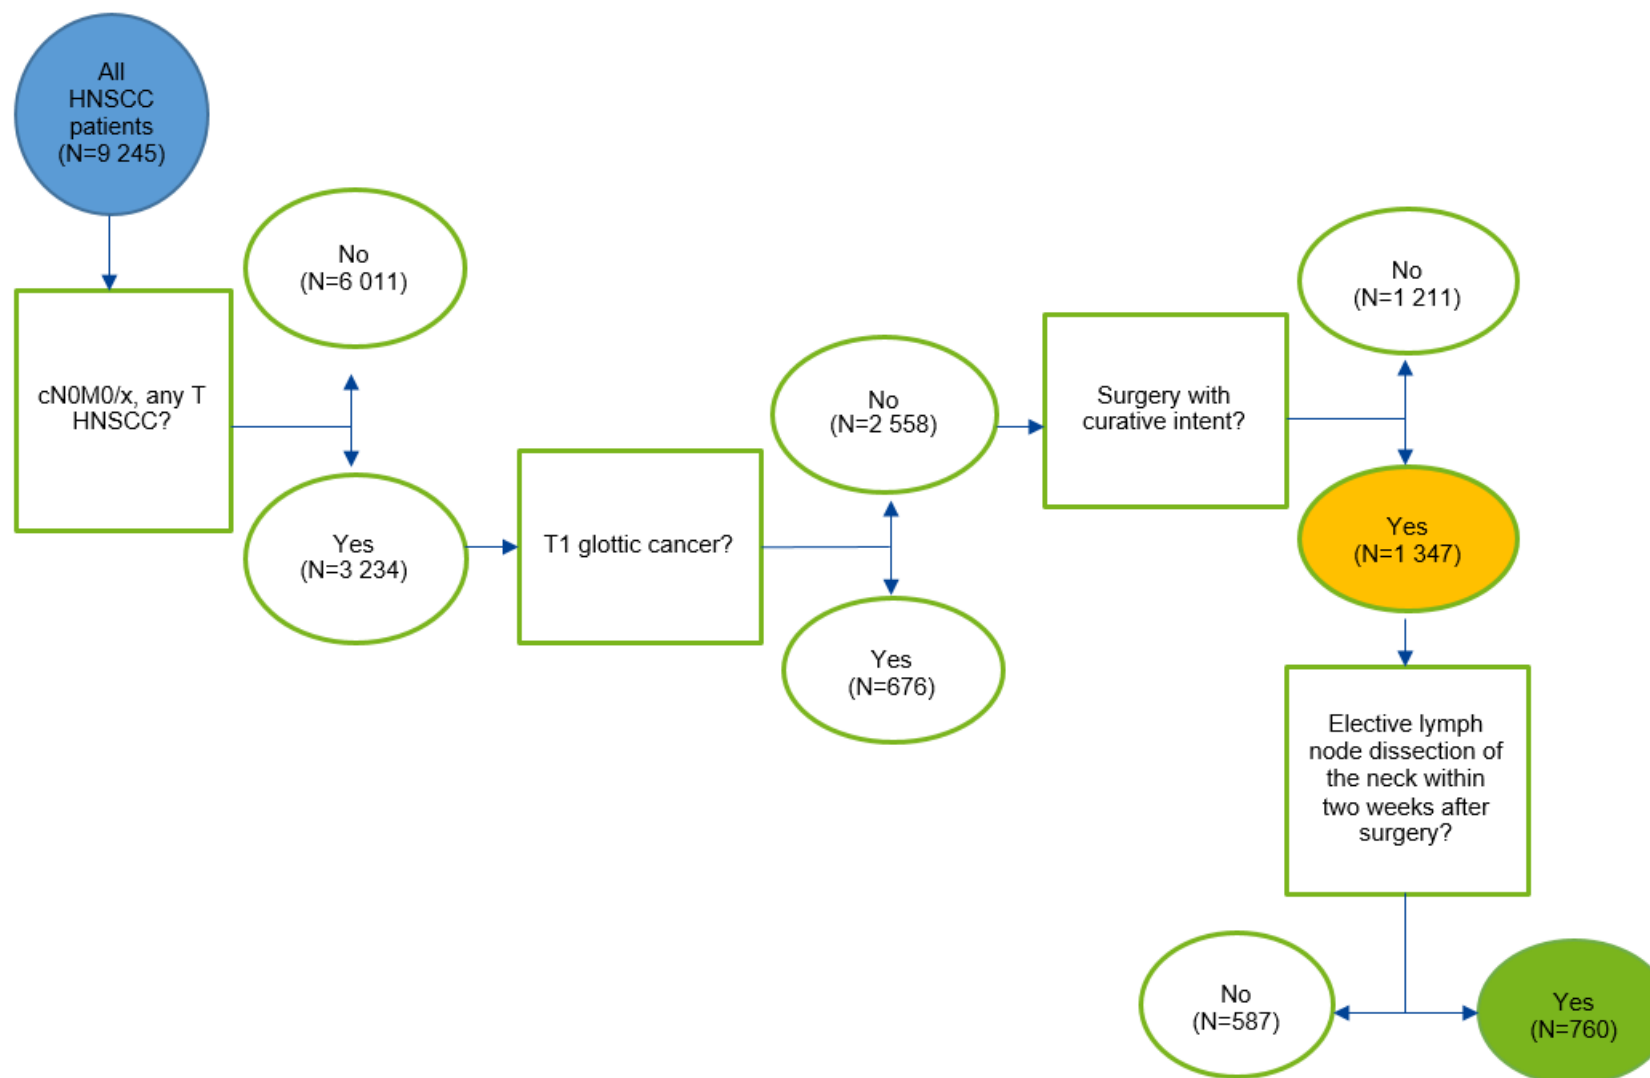 All
HNSCC
patients
(N=9 245)
No
(N=6 011)
cN0M0/x, any T
HNSCC?
Yes
(N=3 234)
T1 glottic cancer?
No
(N=2 558)
Yes
(N=676)
Surgery with
curative intent?
No
(N=1 211)
Yes
(N=1 347)
Elective lymph
node dissection of
the neck within
two weeks after
surgery?
No
(N=587)
Yes
(N=760)